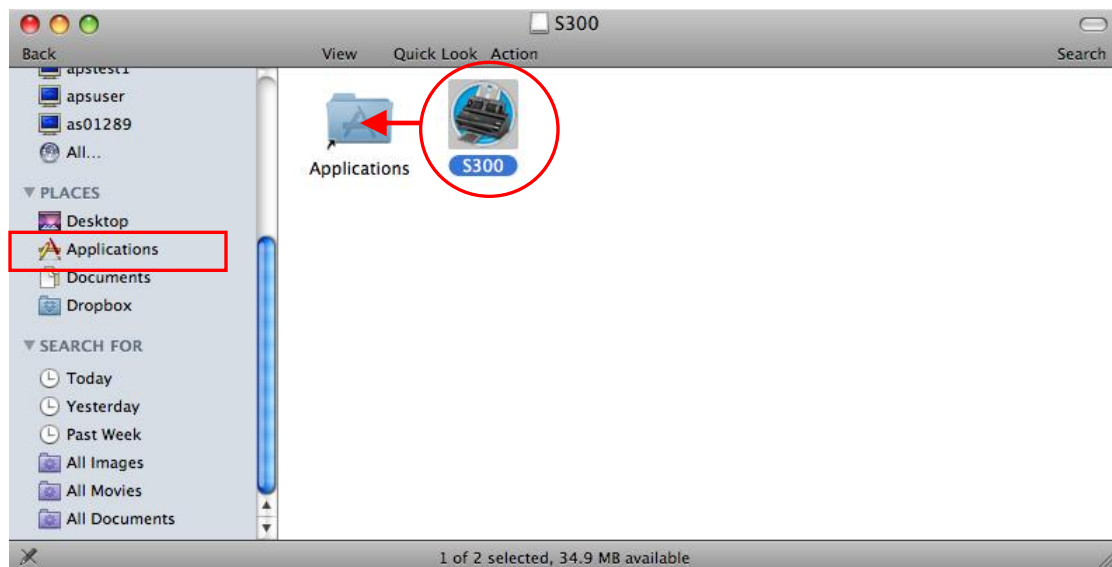 S300
Back View Quick Look Action Search
apstest1
apsuser
as01289
All...
PLACES
Desktop
Applications
Documents
Dropbox
SEARCH FOR
Today
Yesterday
Past Week
All Images
All Movies
All Documents
Applications
S300
1 of 2 selected, 34.9 MB available